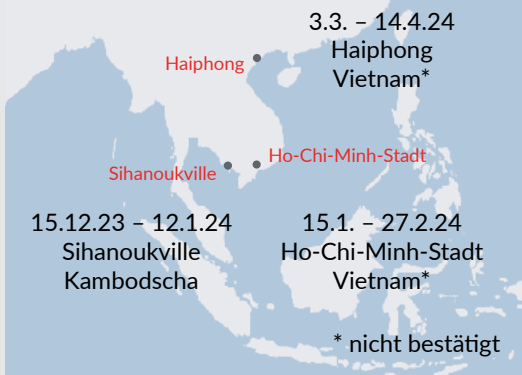 3.3. – 14.4.24
Haiphong
Vietnam*
Haiphong
Ho-Chi-Minh-Stadt
Sihanoukville
15.12.23 – 12.1.24
Sihanoukville
Kambodscha
15.1. – 27.2.24
Ho-Chi-Minh-Stadt
Vietnam*
* nicht bestätigt